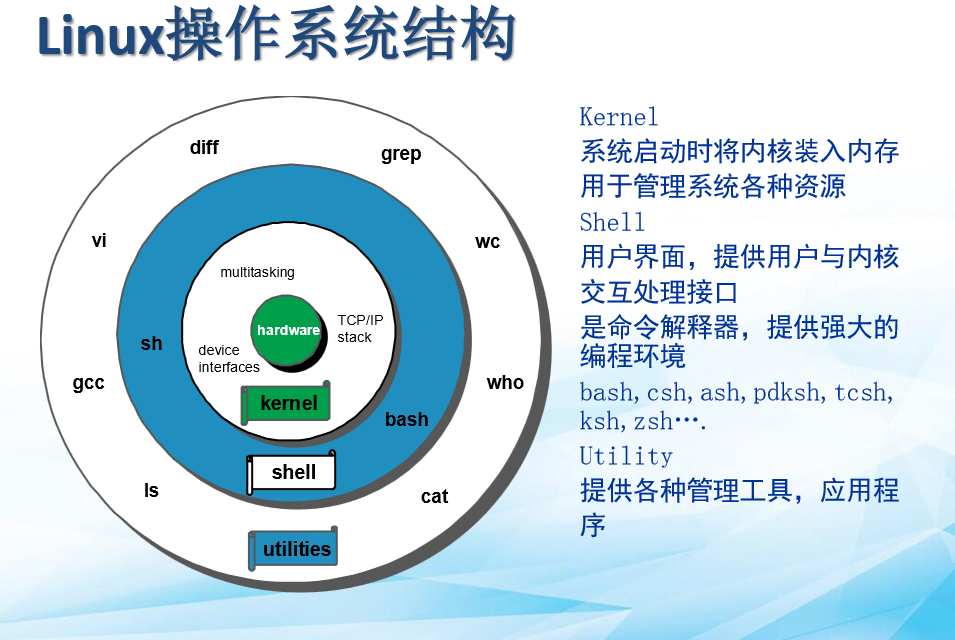 Linux操作系统结构
diff
grep
vi
wc
multitasking
hardware
TCP/IP
stack
sh
device
interfaces
gcc
who
kernel
bash
shell
ls
cat
utilities
Kernel
系统启动时将内核装入内存
用于管理系统各种资源
Shell
用户界面，提供用户与内核
交互处理接口
是命令解释器，提供强大的
编程环境
bash,csh,ash,pdksh,tcsh,
ksh,zsh….
Utility
提供各种管理工具，应用程
序